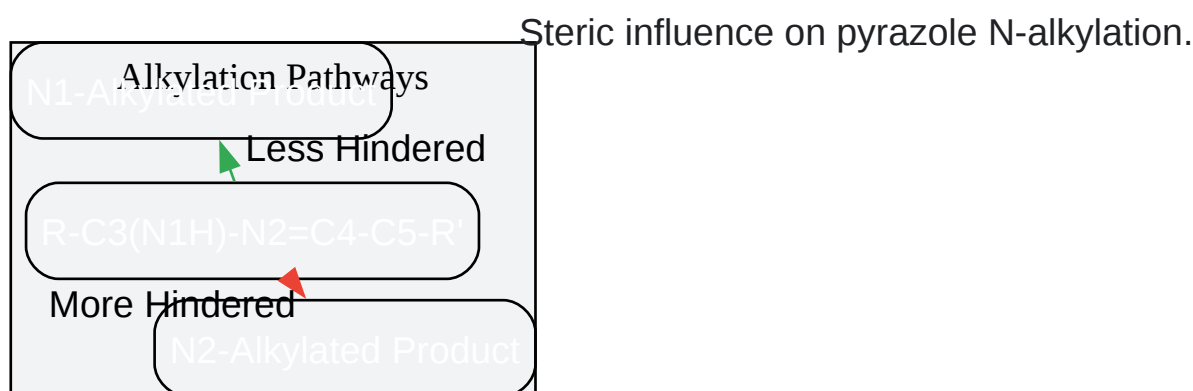 Steric influence on pyrazole N-alkylation.
Alkylation Pathways
N1-Alkylated Product
Less Hindered
R-C3(N1H)-N2=C4-C5-R'
More Hindered
N2-Alkylated Product